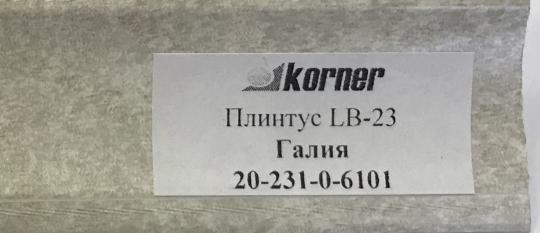 korner
Плинтус LB-23
Галия
20-231-0-6101